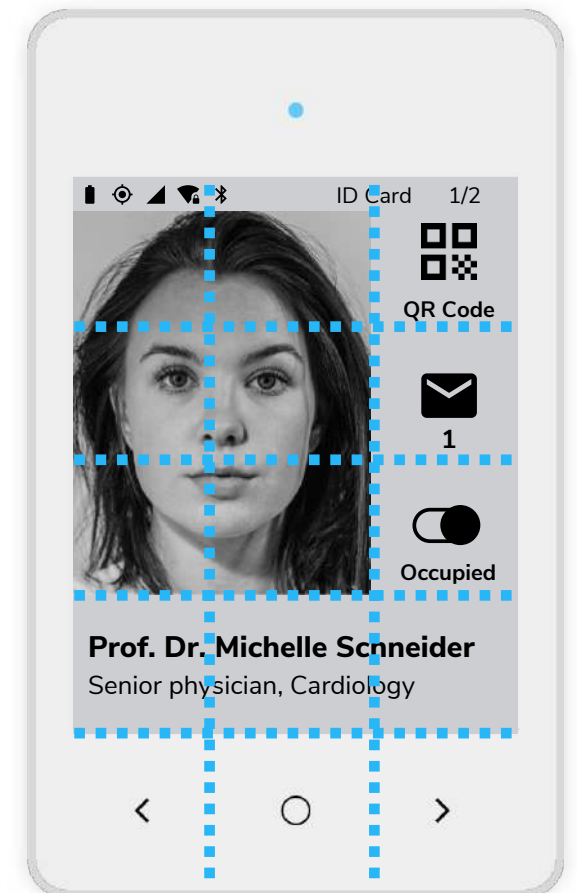 ID Card 1/2
QR Code
1
Occupied
Prof. Dr. Michelle Schneider
Senior physician, Cardiology